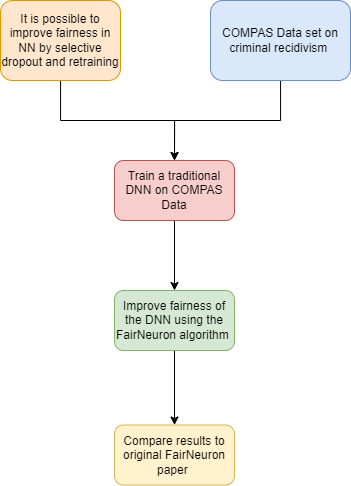 It is possible to
improve fairness in
NN by selective
dropout and retraining
COMPAS Data set on
criminal recidivism
Train a traditional
DNN on COMPAS
Data
Improve fairness of
the DNN using the
FairNeuron algorithm
Compare results to
original FairNeuron
paper